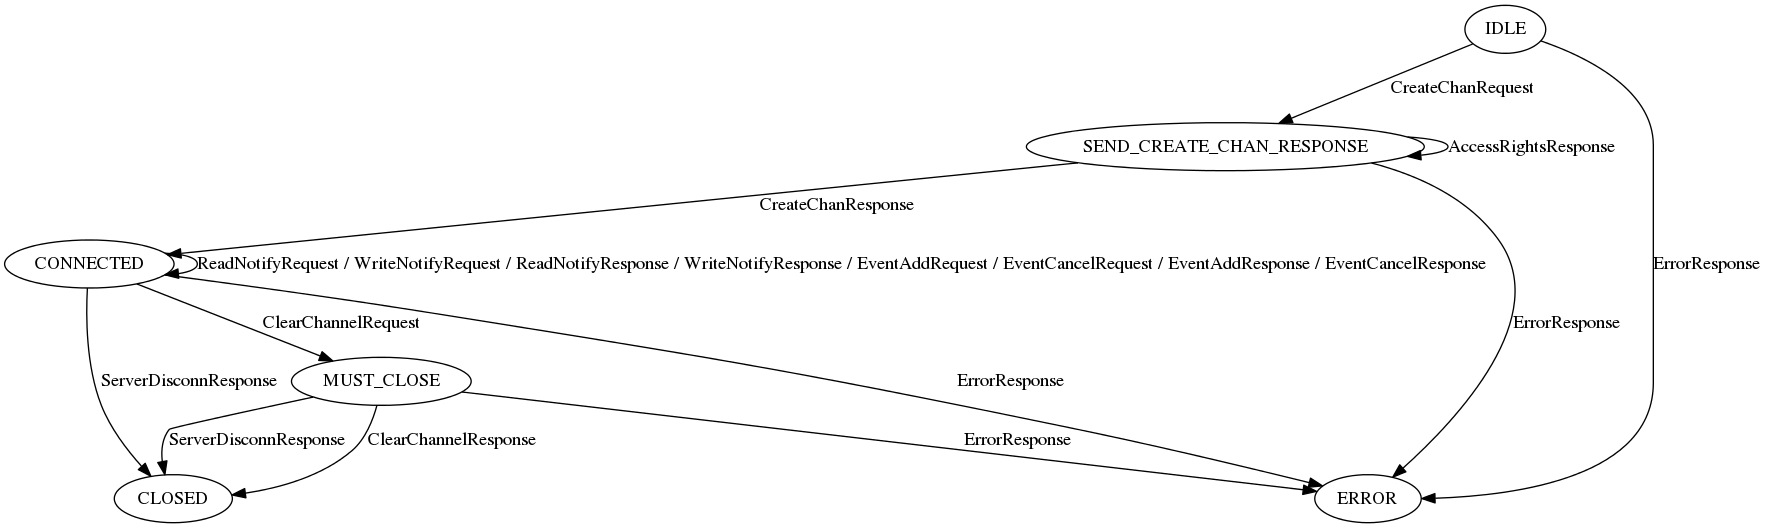 IDLE
CreateChanRequest
SEND_CREATE_CHAN_RESPONSE
AccessRightsResponse
CreateChanResponse
CONNECTED
ReadNotifyRequest / WriteNotifyRequest / ReadNotifyResponse / WriteNotifyResponse / EventAddRequest / EventCancelRequest / EventAddResponse / EventCancelResponse
ErrorResponse
ClearChannelRequest
ErrorResponse
ServerDisconnResponse
MUST_CLOSE
ErrorResponse
ServerDisconnResponse
ClearChannelResponse
ErrorResponse
CLOSED
ERROR